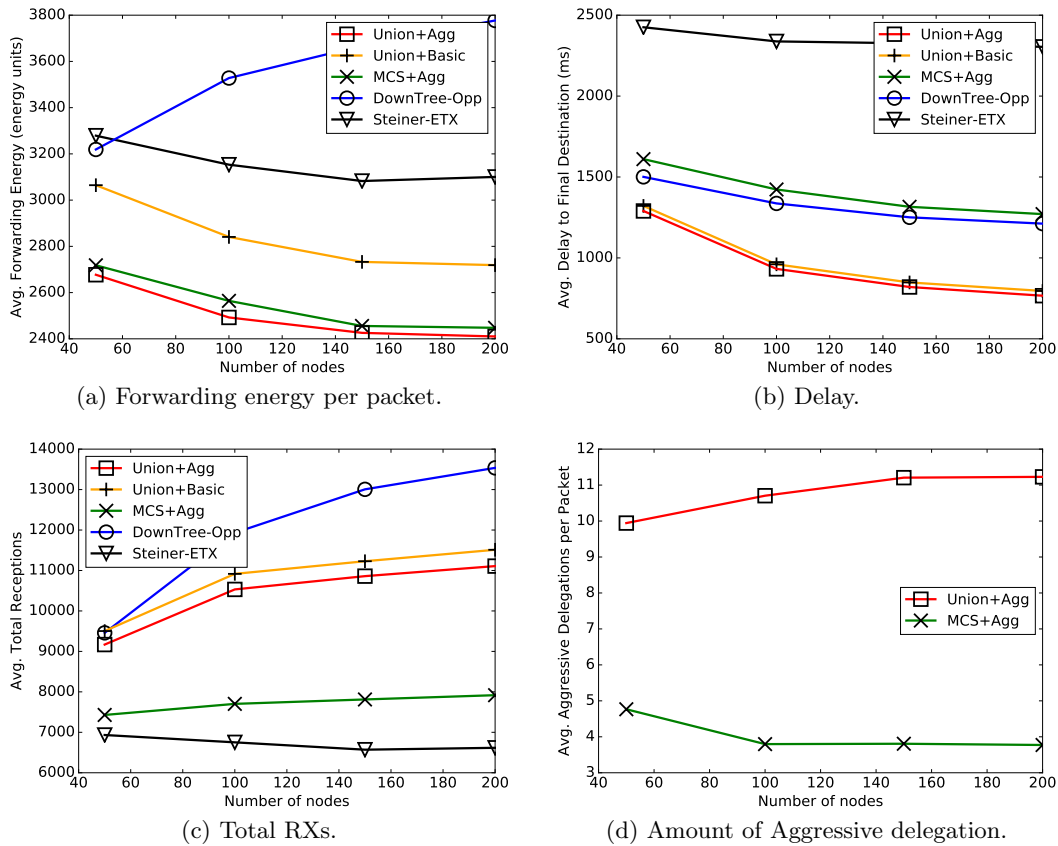 3800
3600
3400
3200
3000
2800
2600
2400
Avg. Forwarding Energy (energy units)
Union+Agg
Union+Basic
MCS+Agg
DownTree-Opp
Steiner-ETX
40 60 80 100 120 140 160 180 200
Number of nodes
(a) Forwarding energy per packet.
2500
2000
1500
1000
500
Avg. Delay to Final Destination (ms)
Union+Agg
Union+Basic
MCS+Agg
DownTree-Opp
Steiner-ETX
40 60 80 100 120 140 160 180 200
Number of nodes
(b) Delay.
14000
13000
12000
11000
10000
9000
8000
7000
6000
Avg. Total Receptions
Union+Agg
Union+Basic
MCS+Agg
DownTree-Opp
Steiner-ETX
40 60 80 100 120 140 160 180 200
Number of nodes
(c) Total RXs.
12
11
10
9
8
7
6
5
4
3
Avg. Aggressive Delegations per Packet
Union+Agg
MCS+Agg
40 60 80 100 120 140 160 180 200
Number of nodes
(d) Amount of Aggressive delegation.